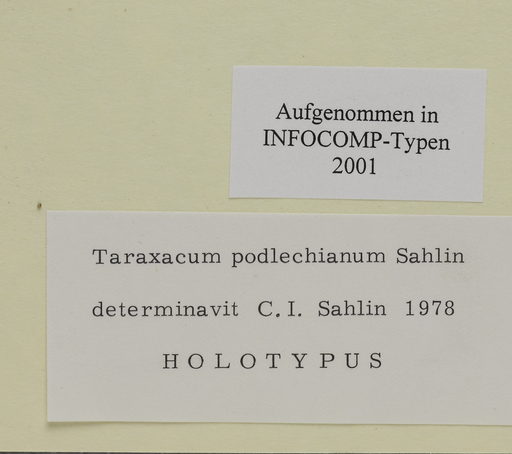 Aufgenommen in
INFOCOMP-Typen
2001
Taraxacum podlechianum Sahlin
determinavit C. I. Sahlin 1978
HOLOTYPUS